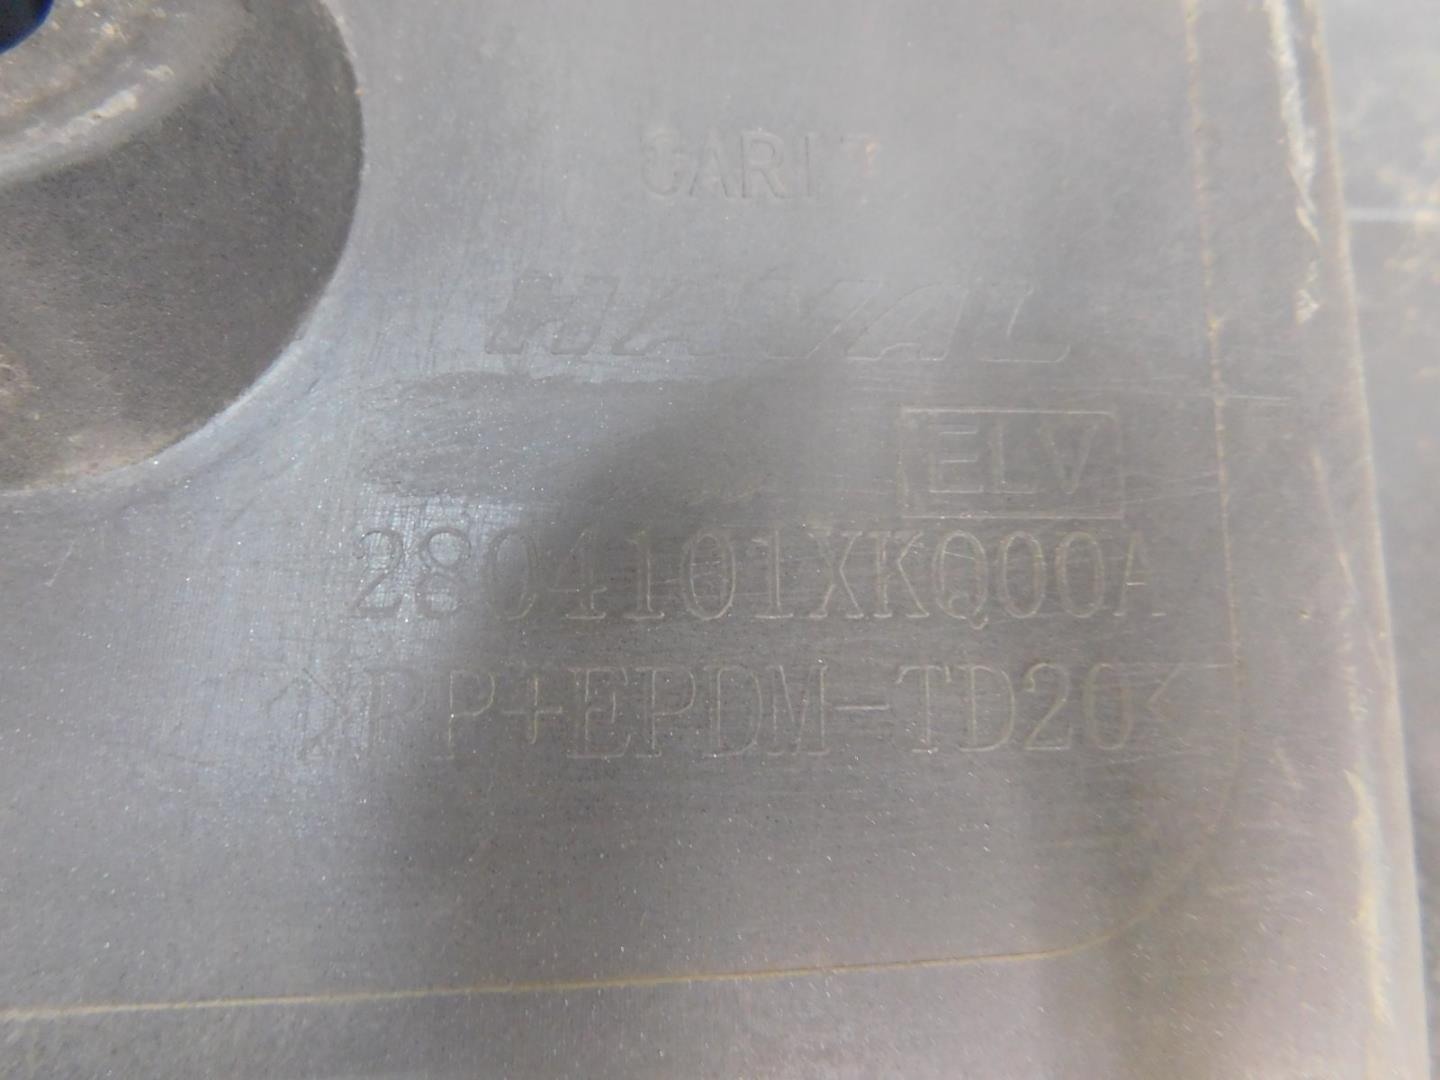 HAVAL
ELV
2804101XKQ00A
>PP+EPDM-TD20<